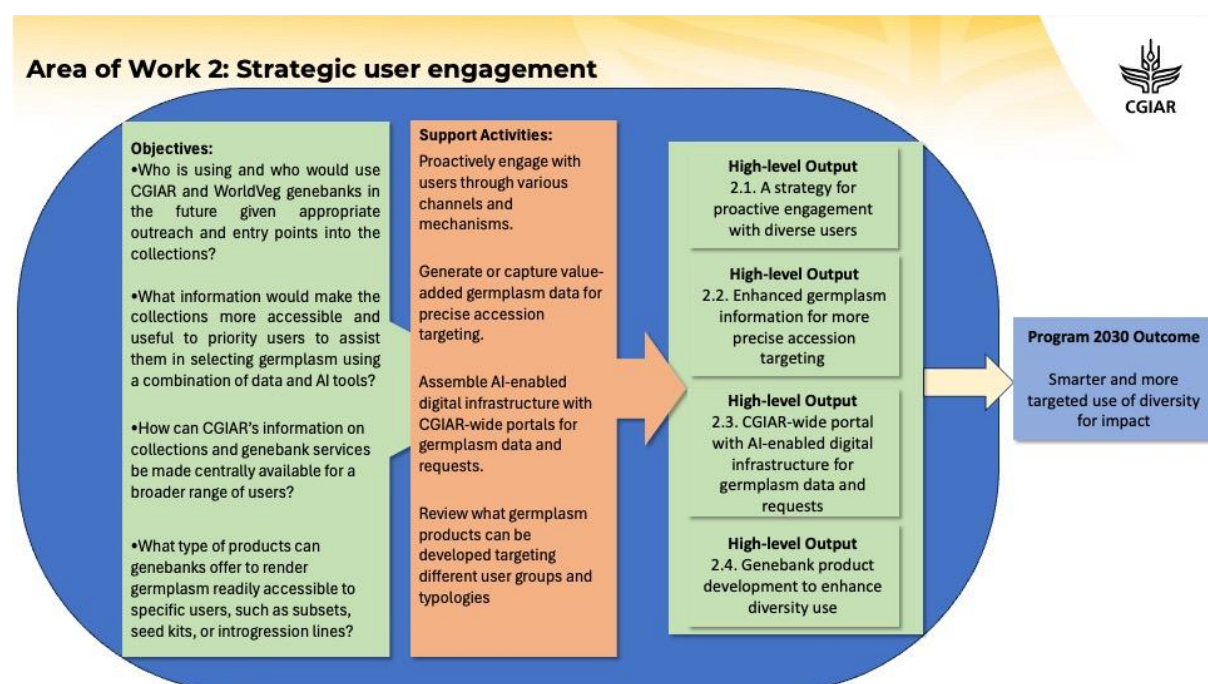 Area of Work 2: Strategic user engagement
CGIAR
Objectives:
•Who is using and who would use
CGIAR and WorldVeg genebanks in
the future given appropriate
outreach and entry points into the
collections?
•What information would make the
collections more accessible and
useful to priority users to assist
them in selecting germplasm using
a combination of data and AI tools?
•How can CGIAR's information on
collections and genebank services
be made centrally available for a
broader range of users?
•What type of products can
genebanks offer to render
germplasm readily accessible to
specific users, such as subsets,
seed kits, or introgression lines?
Support Activities:
Proactively engage with
users through various
channels and
mechanisms.
Generate or capture value-
added germplasm data for
precise accession
targeting.
Assemble AI-enabled
digital infrastructure with
CGIAR-wide portals for
germplasm data and
requests.
Review what germplasm
products can be
developed targeting
different user groups and
typologies
High-level Output
2.1. A strategy for
proactive engagement
with diverse users
High-level Output
2.2. Enhanced germplasm
information for more
precise accession
targeting
High-level Output
2.3. CGIAR-wide portal
with AI-enabled digital
infrastructure for
germplasm data and
requests
High-level Output
2.4. Genebank product
development to enhance
diversity use
Program 2030 Outcome
Smarter and more
targeted use of diversity
for impact